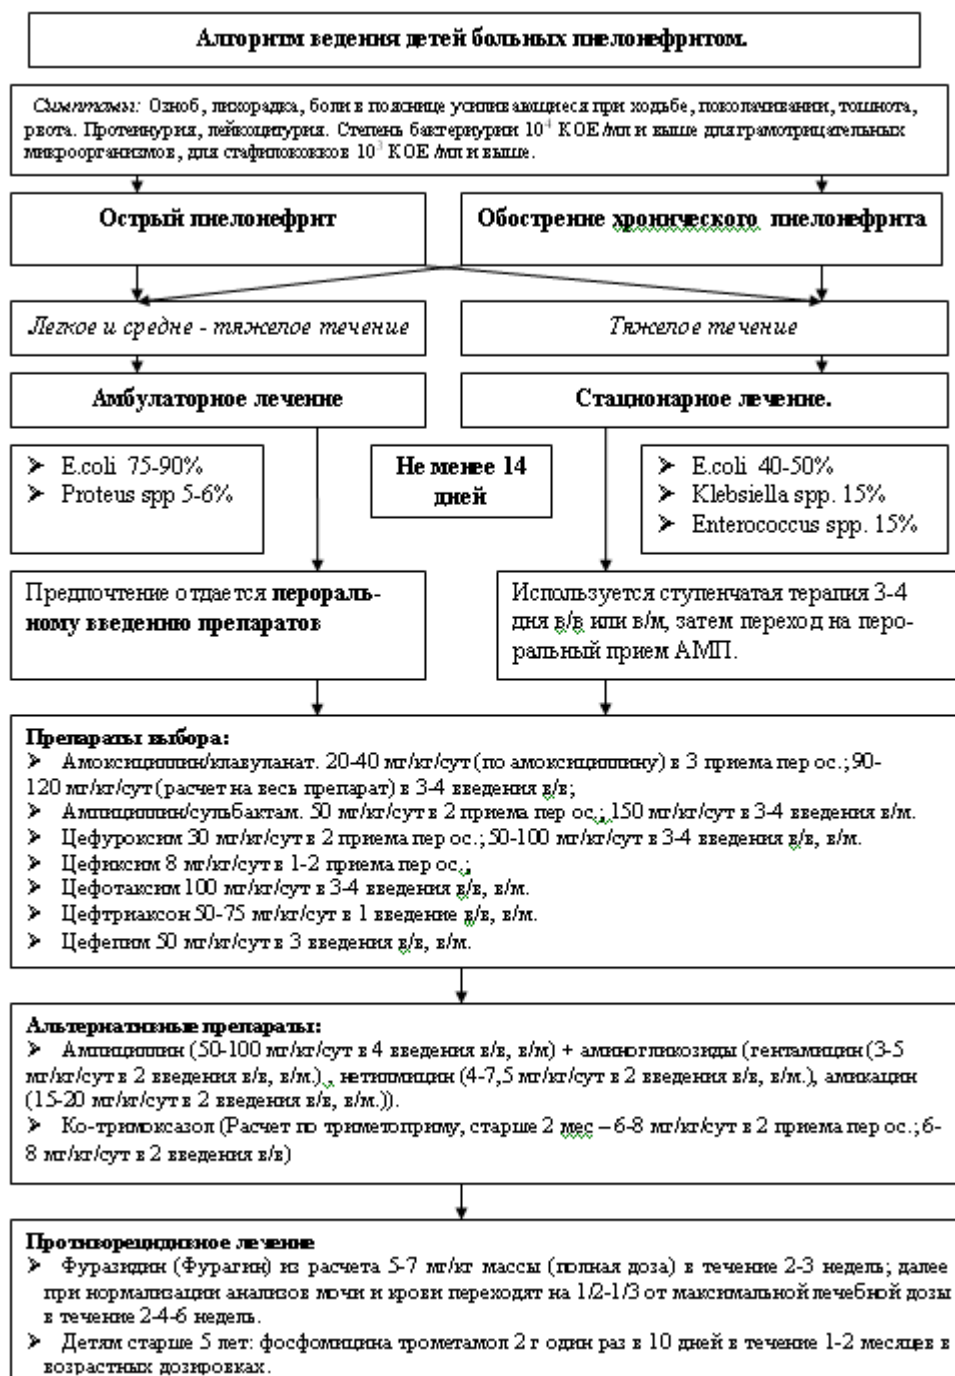 Алгоритм ведения детей больных пиелонефритом.
Симптомы: Озноб, лихорадка, боли в пояснице усиливающиеся при ходьбе, поколачивании, тошнота,
рвота. Протеинурия, лейкоцитурия. Степень бактериурии 10⁴ КОЕ/мл и выше для грамотрицательных
микроорганизмов, для стафилококков 10³ КОЕ/мл и выше.
Острый пиелонефрит
Обострение хронического пиелонефрита
Легкое и средне - тяжелое течение
Тяжелое течение
Амбулаторное лечение
Стационарное лечение.
➢ E.coli 75-90%
➢ Proteus spp 5-6%
Не менее 14
дней
➢ E.coli 40-50%
➢ Klebsiella spp. 15%
➢ Enterococcus spp. 15%
Предпочтение отдается перораль-
ному введению препаратов
Используется ступенчатая терапия 3-4
дня в/в или в/м, затем переход на перо-
ральный прием АМП.
Препараты выбора:
➢ Амоксициллин/клавуланат. 20-40 мг/кг/сут (по амоксициллину) в 3 приема пер ос.; 90-
120 мг/кг/сут (расчет на весь препарат) в 3-4 введения в/в;
➢ Ампициллин/сульбактам. 50 мг/кг/сут в 2 приема пер ос.; 150 мг/кг/сут в 3-4 введения в/м.
➢ Цефуроксим 30 мг/кг/сут в 2 приема пер ос.; 50-100 мг/кг/сут в 3-4 введения в/в, в/м.
➢ Цефиксим 8 мг/кг/сут в 1-2 приема пер ос.;
➢ Цефотаксим 100 мг/кг/сут в 3-4 введения в/в, в/м.
➢ Цефтриаксон 50-75 мг/кг/сут в 1 введение в/в, в/м.
➢ Цефепим 50 мг/кг/сут в 3 введения в/в, в/м.
Альтернативные препараты:
➢ Ампициллин (50-100 мг/кг/сут в 4 введения в/в, в/м) + аминогликозиды (гентамицин (3-5
мг/кг/сут в 2 введения в/в, в/м.) , нетилмицин (4-7,5 мг/кг/сут в 2 введения в/в, в/м.), амикацин
(15-20 мг/кг/сут в 2 введения в/в, в/м.)).
➢ Ко-тримоксазол (Расчет по триметоприму, старше 2 мес – 6-8 мг/кг/сут в 2 приема пер ос.; 6-
8 мг/кг/сут в 2 введения в/в)
Противорецидивное лечение
➢ Фуразидин (Фурагин) из расчета 5-7 мг/кг массы (полная доза) в течение 2-3 недель; далее
при нормализации анализов мочи и крови переходят на 1/2-1/3 от максимальной лечебной дозы
в течение 2-4-6 недель.
➢ Детям старше 5 лет: фосфомицина трометамол 2 г один раз в 10 дней в течение 1-2 месяцев в
возрастных дозировках.